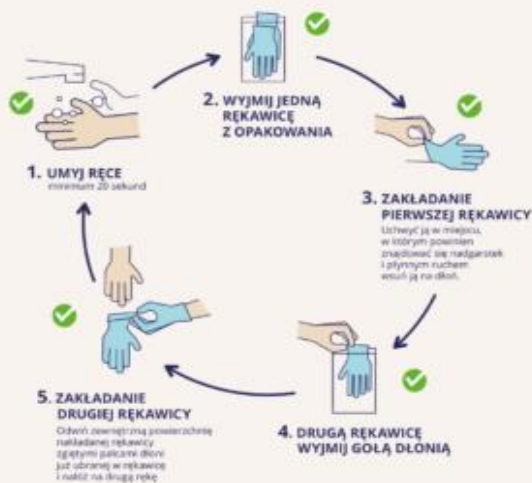 1. UMYJ RĘCE
minimum 20 sekund
2. WYJMIJ JEDNĄ
RĘKAWICĘ
Z OPAKOWANIA
3. ZAKŁADANIE
PIERWSZEJ RĘKAWICY
Uchwyć ją w miejscu,
w którym powinien
znajdować się nadgarstek
i płynnym ruchem
wsuń ją na dłoń.
4. DRUGĄ RĘKAWICĘ
WYJMIJ GOŁĄ DŁONIĄ
5. ZAKŁADANIE
DRUGIEJ RĘKAWICY
Odwiń zewnętrzną powierzchnię
nakładanej rękawicy
zgiętymi palcami dłoni
już ubranej w rękawicę
i nałóż na drugą rękę